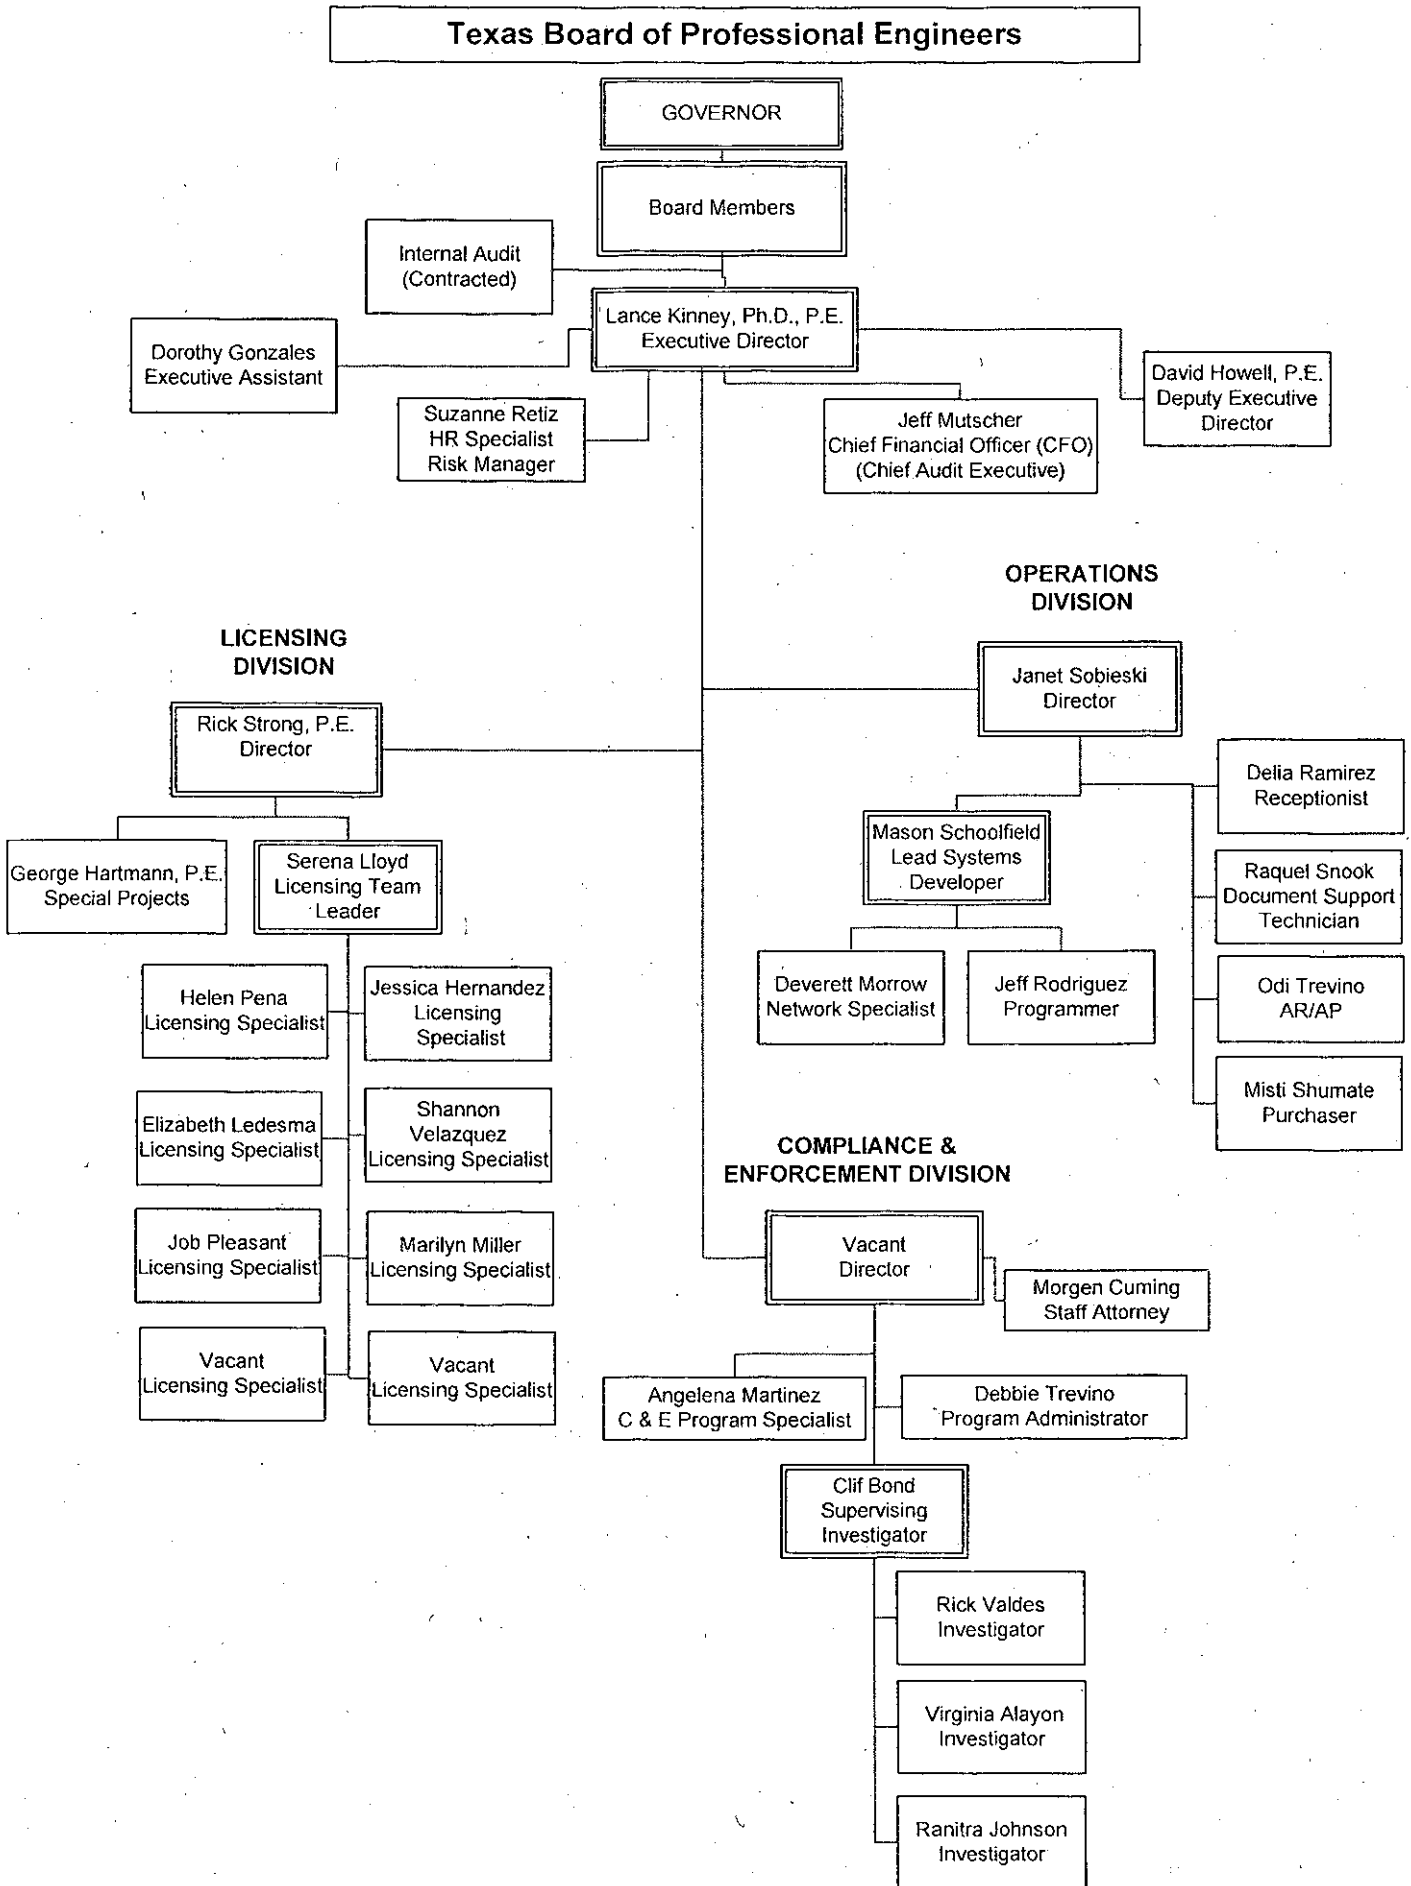 Texas Board of Professional Engineers
GOVERNOR
Board Members
Internal Audit
(Contracted)
Lance Kinney, Ph.D., P.E.
Executive Director
Dorothy Gonzales
Executive Assistant
Suzanne Retiz
HR Specialist
Risk Manager
Jeff Mutscher
Chief Financial Officer (CFO)
(Chief Audit Executive)
David Howell, P.E.
Deputy Executive
Director
LICENSING
DIVISION
Rick Strong, P.E.
Director
George Hartmann, P.E.
Special Projects
Serena Lloyd
Licensing Team
Leader
Helen Pena
Licensing Specialist
Jessica Hernandez
Licensing
Specialist
Elizabeth Ledesma
Licensing Specialist
Shannon
Velazquez
Licensing Specialist
Job Pleasant
Licensing Specialist
Marilyn Miller
Licensing Specialist
Vacant
Licensing Specialist
Vacant
Licensing Specialist
OPERATIONS
DIVISION
Janet Sobieski
Director
Mason Schoolfield
Lead Systems
Developer
Deverett Morrow
Network Specialist
Jeff Rodriguez
Programmer
Delia Ramirez
Receptionist
Raquel Snook
Document Support
Technician
Odi Trevino
AR/AP
Misti Shumate
Purchaser
COMPLIANCE &
ENFORCEMENT DIVISION
Vacant
Director
Morgen Cuming
Staff Attorney
Angelena Martinez
C & E Program Specialist
Debbie Trevino
Program Administrator
Clif Bond
Supervising
Investigator
Rick Valdes
Investigator
Virginia Alayon
Investigator
Ranitra Johnson
Investigator